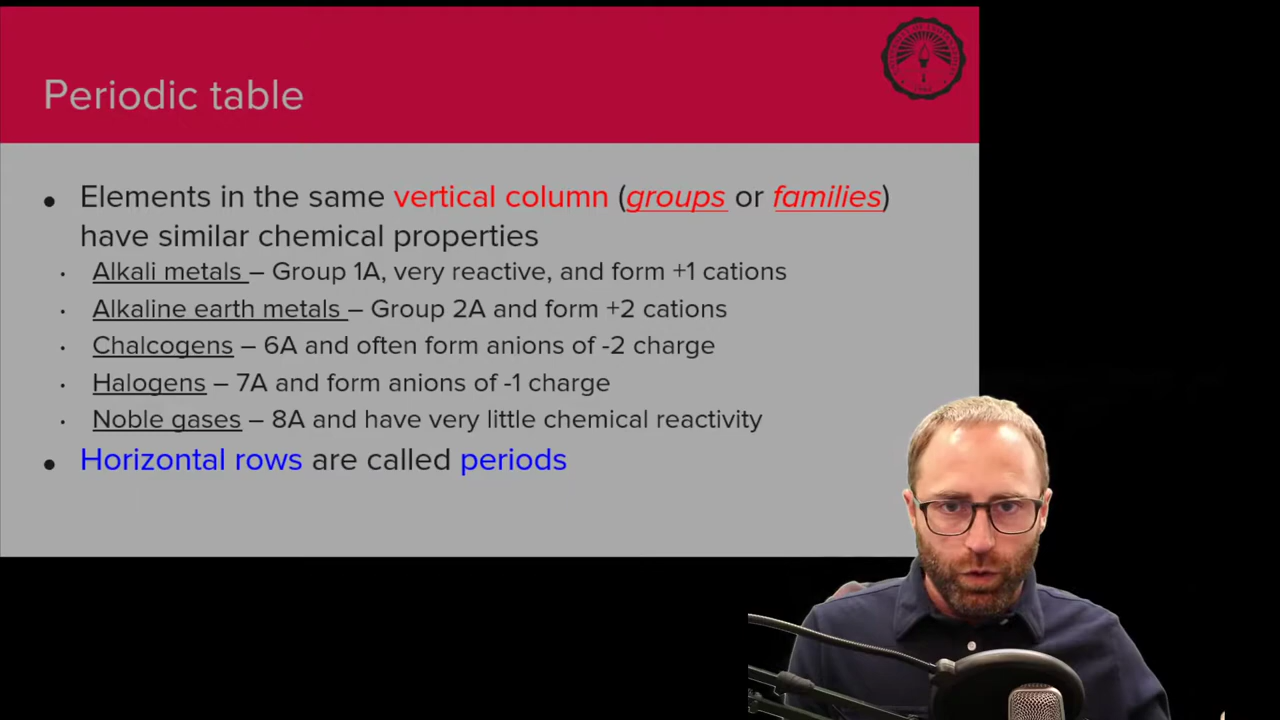 Periodic table
• Elements in the same vertical column (groups or families)
have similar chemical properties
· Alkali metals – Group 1A, very reactive, and form +1 cations
· Alkaline earth metals – Group 2A and form +2 cations
· Chalcogens – 6A and often form anions of -2 charge
· Halogens – 7A and form anions of -1 charge
· Noble gases – 8A and have very little chemical reactivity
• Horizontal rows are called periods